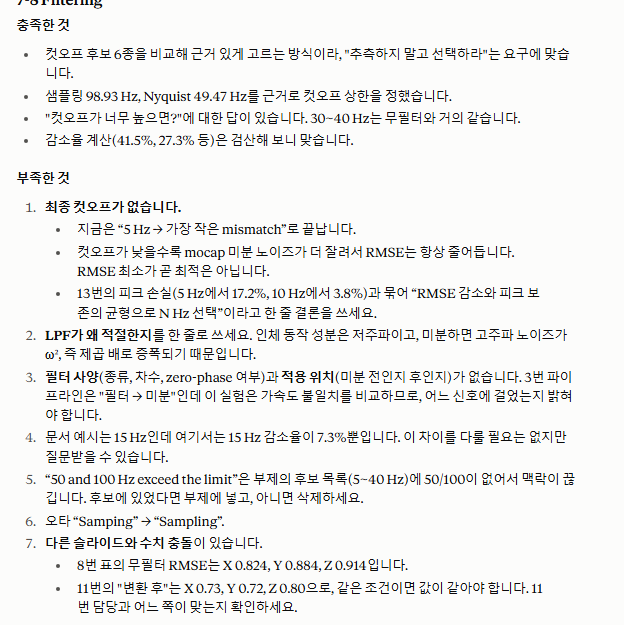 7-8 Filtering
충족한 것
컷오프 후보 6종을 비교해 근거 있게 고르는 방식이라, "추측하지 말고 선택하라"는 요구에 맞습
니다.
샘플링 98.93 Hz, Nyquist 49.47 Hz를 근거로 컷오프 상한을 정했습니다.
"컷오프가 너무 높으면?"에 대한 답이 있습니다. 30~40 Hz는 무필터와 거의 같습니다.
감소율 계산(41.5%, 27.3% 등)은 검산해 보니 맞습니다.
부족한 것
1. 최종 컷오프가 없습니다.
지금은 “5 Hz → 가장 작은 mismatch”로 끝납니다.
컷오프가 낮을수록 mocap 미분 노이즈가 더 잘려서 RMSE는 항상 줄어듭니다.
RMSE 최소가 곧 최적은 아닙니다.
13번의 피크 손실(5 Hz에서 17.2%, 10 Hz에서 3.8%)과 묶어 “RMSE 감소와 피크 보
존의 균형으로 N Hz 선택”이라고 한 줄 결론을 쓰세요.
2. LPF가 왜 적절한지를 한 줄로 쓰세요. 인체 동작 성분은 저주파이고, 미분하면 고주파 노이즈가
ω², 즉 제곱 배로 증폭되기 때문입니다.
3. 필터 사양(종류, 차수, zero-phase 여부)과 적용 위치(미분 전인지 후인지)가 없습니다. 3번 파이
프라인은 "필터 → 미분"인데 이 실험은 가속도 불일치를 비교하므로, 어느 신호에 걸었는지 밝혀
야 합니다.
4. 문서 예시는 15 Hz인데 여기서는 15 Hz 감소율이 7.3%뿐입니다. 이 차이를 다룰 필요는 없지만
질문받을 수 있습니다.
5. “50 and 100 Hz exceed the limit”은 부제의 후보 목록(5~40 Hz)에 50/100이 없어서 맥락이 끊
깁니다. 후보에 있었다면 부제에 넣고, 아니면 삭제하세요.
6. 오타 “Samping” → “Sampling”.
7. 다른 슬라이드와 수치 충돌이 있습니다.
8번 표의 무필터 RMSE는 X 0.824, Y 0.884, Z 0.914입니다.
11번의 "변환 후"는 X 0.73, Y 0.72, Z 0.80으로, 같은 조건이면 값이 같아야 합니다. 11
번 담당과 어느 쪽이 맞는지 확인하세요.